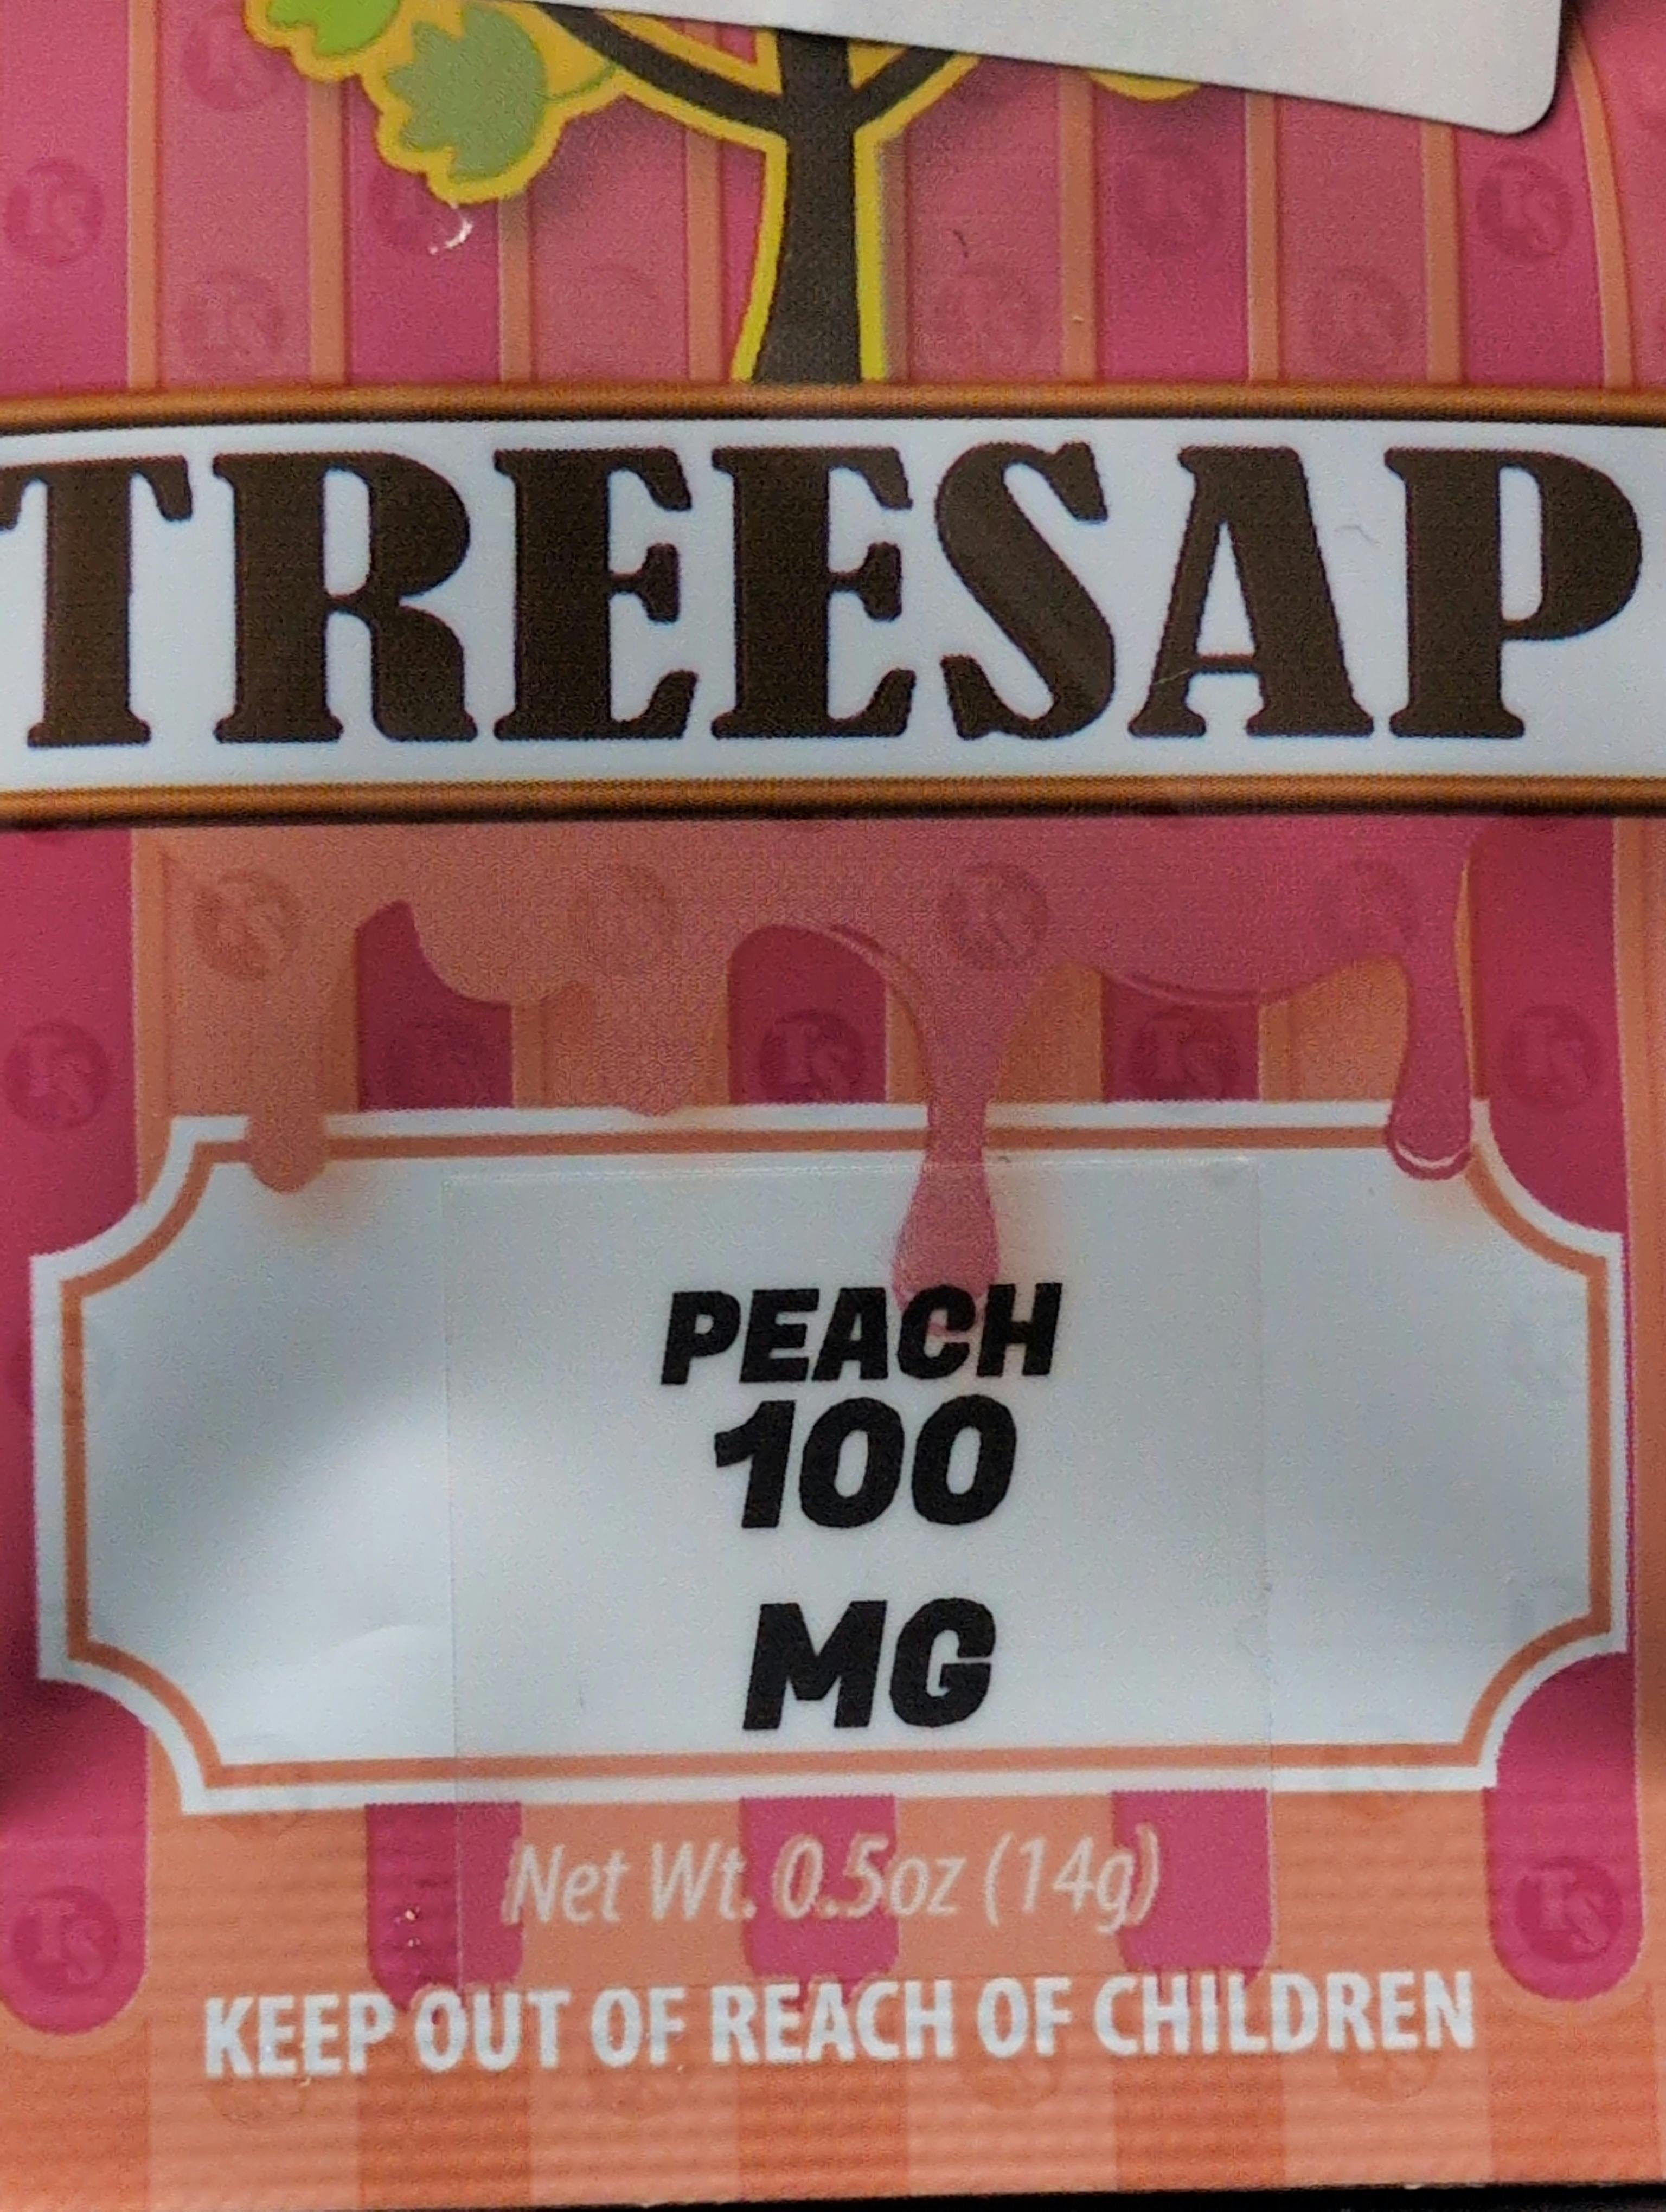 TREESAP
PEACH
100
MG
Net Wt. 0.5oz (14g)
KEEP OUT OF REACH OF CHILDREN